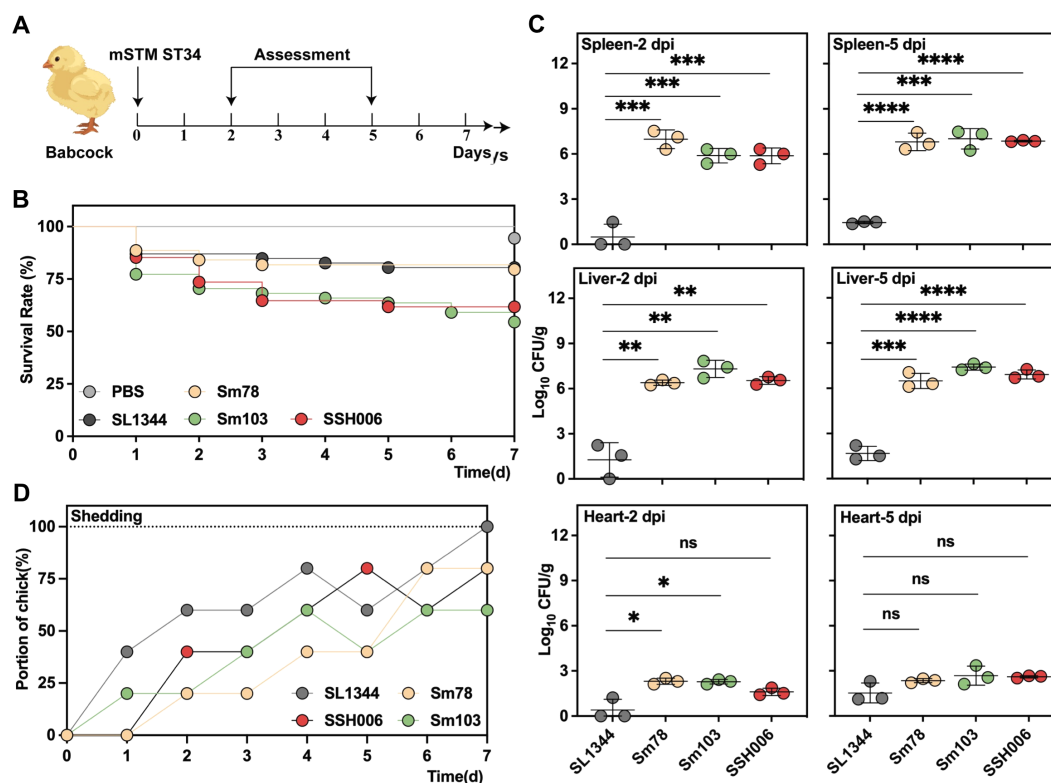 A
mSTM ST34
Assessment
0 1 2 3 4 5 6 7
Babcock
Days/S
B
100
75
50
25
0
Survival Rate (%)
PBS
Sm78
SL1344
Sm103
SSH006
0 1 2 3 4 5 6 7
Time(d)
D
Shedding
100
75
50
25
0
Portion of chick(%)
SL1344
Sm78
SSH006
Sm103
0 1 2 3 4 5 6 7
Time(d)
C
Spleen-2 dpi
12
9
6
3
0
***
***
***
Spleen-5 dpi
****
***
****
Liver-2 dpi
12
9
6
3
0
Log10 CFU/g
**
**
**
Liver-5 dpi
****
****
***
Heart-2 dpi
12
9
6
3
0
Log10 CFU/g
ns
*
*
SL1344
Sm78
Sm103
SSH006
Heart-5 dpi
ns
ns
ns
SL1344
Sm78
Sm103
SSH006